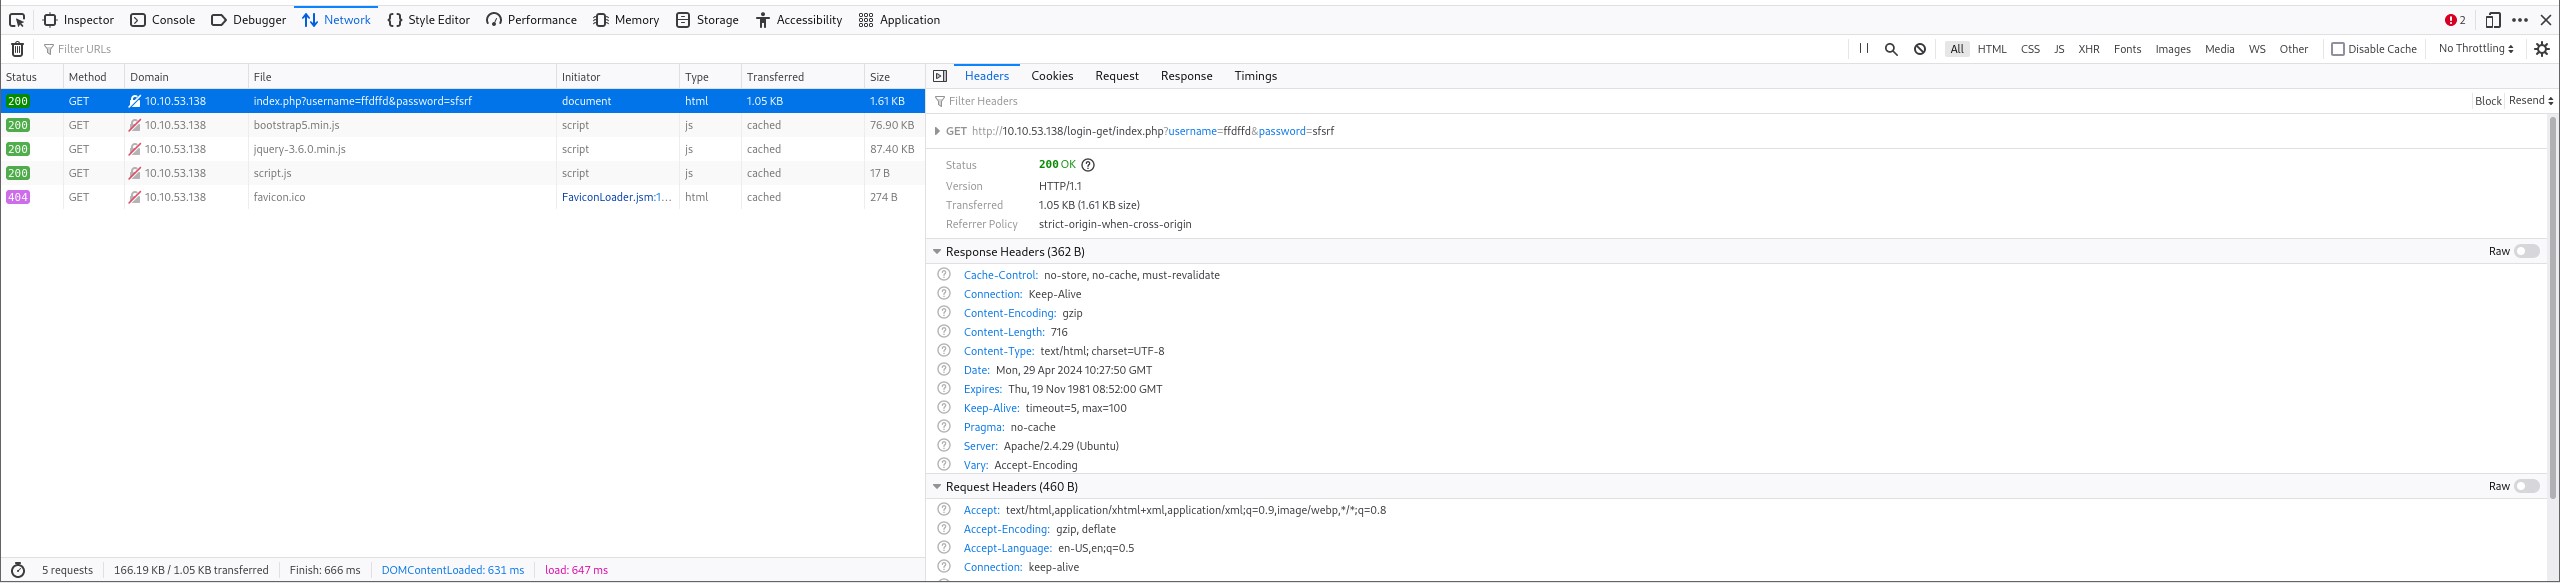 Inspector Console Debugger Network Style Editor Performance Memory Storage Accessibility Application 2
Filter URLs All HTML CSS JS XHR Fonts Images Media WS Other Disable Cache No Throttling
Status Method Domain File Initiator Type Transferred Size
200 GET 10.10.53.138 index.php?username=ffdffd&password=sfsrf document html 1.05 KB 1.61 KB
200 GET 10.10.53.138 bootstrap5.min.js script js cached 76.90 KB
200 GET 10.10.53.138 jquery-3.6.0.min.js script js cached 87.40 KB
200 GET 10.10.53.138 script.js script js cached 17 B
404 GET 10.10.53.138 favicon.ico FaviconLoader.jsm:1… html cached 274 B
5 requests 166.19 KB / 1.05 KB transferred Finish: 666 ms DOMContentLoaded: 631 ms load: 647 ms
Headers Cookies Request Response Timings
Filter Headers Block Resend
GET http://10.10.53.138/login-get/index.php?username=ffdffd&password=sfsrf
Status 200 OK
Version HTTP/1.1
Transferred 1.05 KB (1.61 KB size)
Referrer Policy strict-origin-when-cross-origin
Response Headers (362 B) Raw
Cache-Control: no-store, no-cache, must-revalidate
Connection: Keep-Alive
Content-Encoding: gzip
Content-Length: 716
Content-Type: text/html; charset=UTF-8
Date: Mon, 29 Apr 2024 10:27:50 GMT
Expires: Thu, 19 Nov 1981 08:52:00 GMT
Keep-Alive: timeout=5, max=100
Pragma: no-cache
Server: Apache/2.4.29 (Ubuntu)
Vary: Accept-Encoding
Request Headers (460 B) Raw
Accept: text/html,application/xhtml+xml,application/xml;q=0.9,image/webp,*/*;q=0.8
Accept-Encoding: gzip, deflate
Accept-Language: en-US,en;q=0.5
Connection: keep-alive